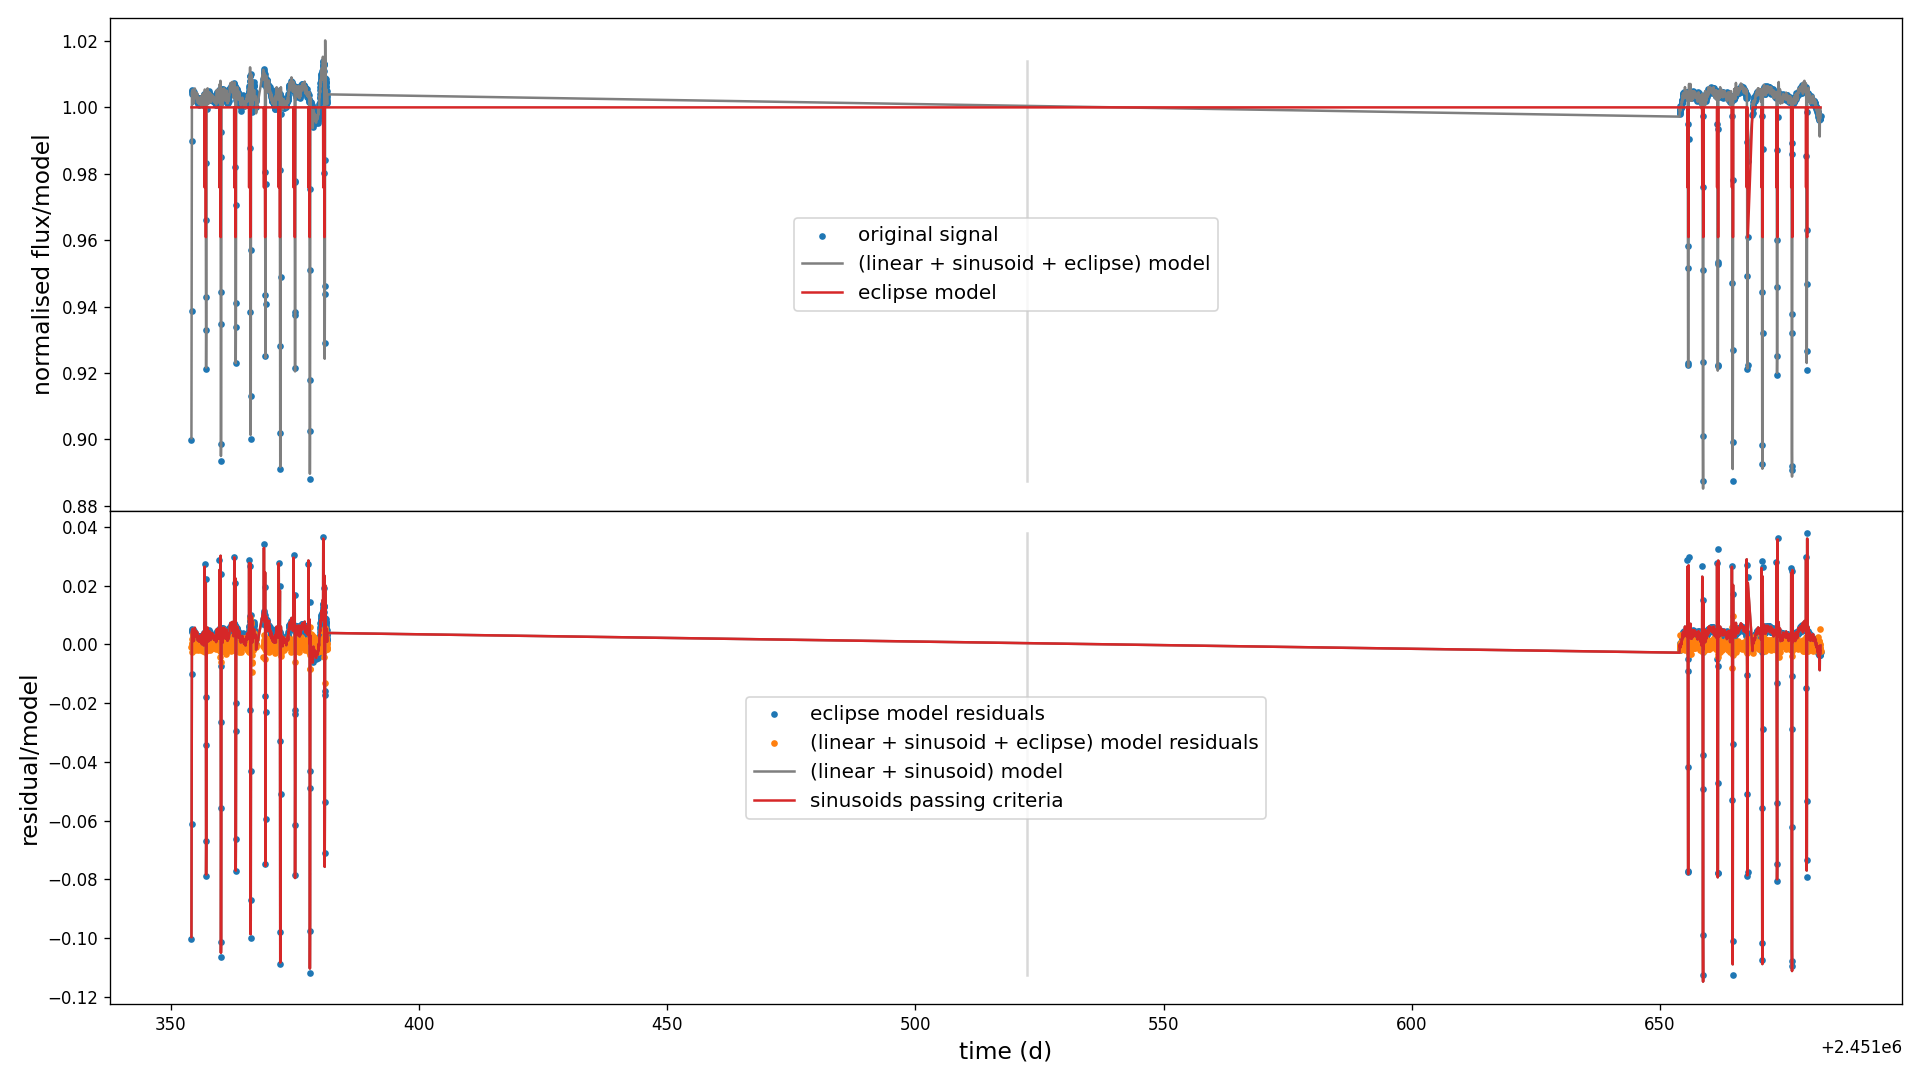 normalised flux/model
1.02
1.00
0.98
0.96
0.94
0.92
0.90
0.88
original signal
(linear + sinusoid + eclipse) model
eclipse model
residual/model
0.04
0.02
0.00
−0.02
−0.04
−0.06
−0.08
−0.10
−0.12
eclipse model residuals
(linear + sinusoid + eclipse) model residuals
(linear + sinusoid) model
sinusoids passing criteria
350 400 450 500 550 600 650
time (d)
+2.451e6